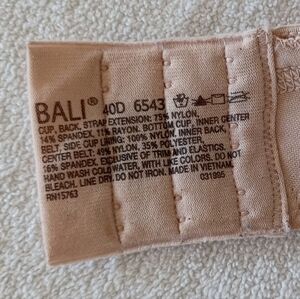 BALI® 40D 6543
CUP, BACK, STRAP EXTENSION: 75% NYLON,
14% SPANDEX, 11% RAYON. BOTTOM CUP, INNER CENTER
BELT, SIDE CUP LINING: 100% NYLON. INNER BACK,
CENTER BELT: 49% NYLON, 35% POLYESTER,
16% SPANDEX, EXCLUSIVE OF TRIM AND ELASTICS.
HAND WASH COLD WATER, WITH LIKE COLORS. DO NOT
BLEACH. LINE DRY. DO NOT IRON. MADE IN VIETNAM.
RN15763 031995